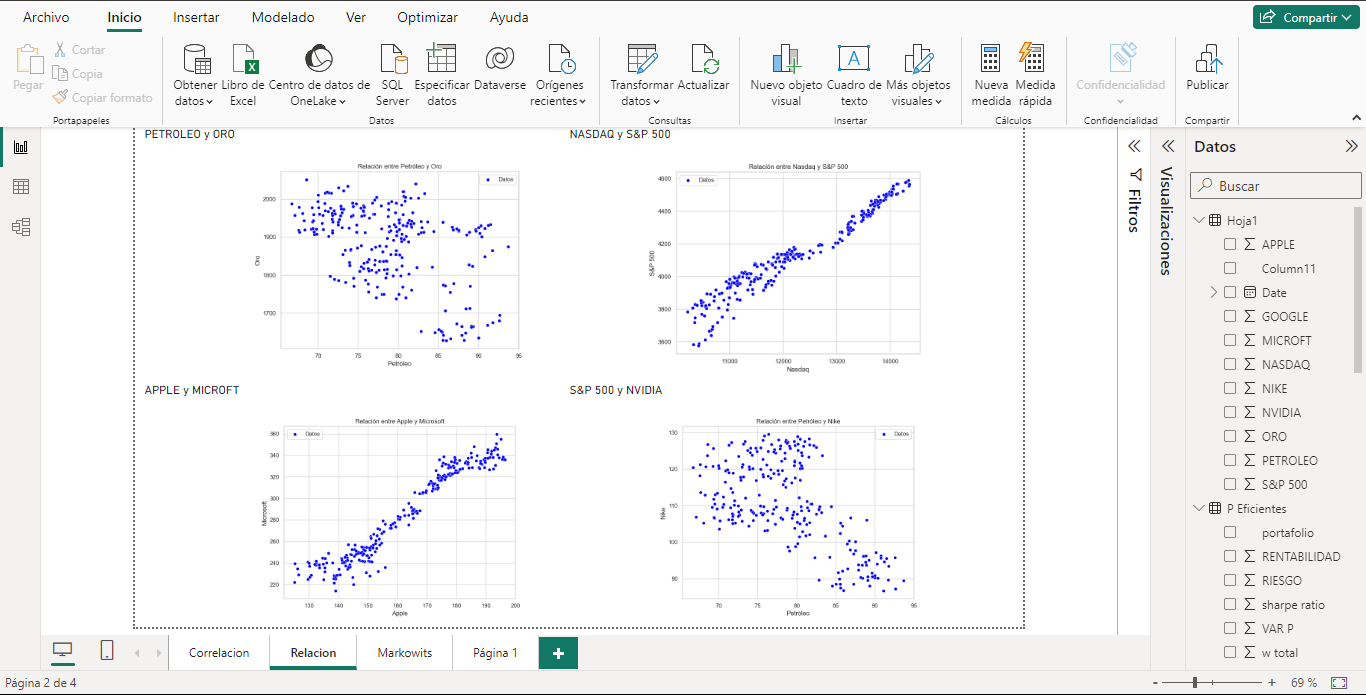 Archivo Inicio Insertar Modelado Ver Optimizar Ayuda Compartir
Pegar
Cortar
Copia
Copiar formato
Portapapeles
Obtener datos
Libro de Excel
Centro de datos de OneLake
SQL Server
Especificar datos
Dataverse
Orígenes recientes
Datos
Transformar datos
Actualizar
Consultas
Nuevo objeto visual
Cuadro de texto
Más objetos visuales
Insertar
Nueva medida
Medida rápida
Cálculos
Confidencialidad
Confidencialidad
Publicar
Compartir
PETROLEO y ORO
Relación entre Petróleo y Oro
Datos
2000
1900
1800
1700
Oro
70 75 80 85 90 95
Petróleo
NASDAQ y S&P 500
Relación entre Nasdaq y S&P 500
Datos
4600
4400
4200
4000
3800
3600
S&P 500
11000 12000 13000 14000
Nasdaq
APPLE y MICROFT
Relación entre Apple y Microsoft
Datos
360
340
320
300
280
260
240
220
Microsoft
130 140 150 160 170 180 190 200
Apple
S&P 500 y NVIDIA
Relación entre Petróleo y Nike
Datos
130
120
110
100
90
Nike
70 75 80 85 90 95
Petróleo
Filtros
Visualizaciones
Datos
Buscar
Hoja1
APPLE
Column11
Date
GOOGLE
MICROFT
NASDAQ
NIKE
NVIDIA
ORO
PETROLEO
S&P 500
P Eficientes
portafolio
RENTABILIDAD
RIESGO
sharpe ratio
VAR P
w total
Correlacion Relacion Markowits Página 1
Página 2 de 4
- + 69 %